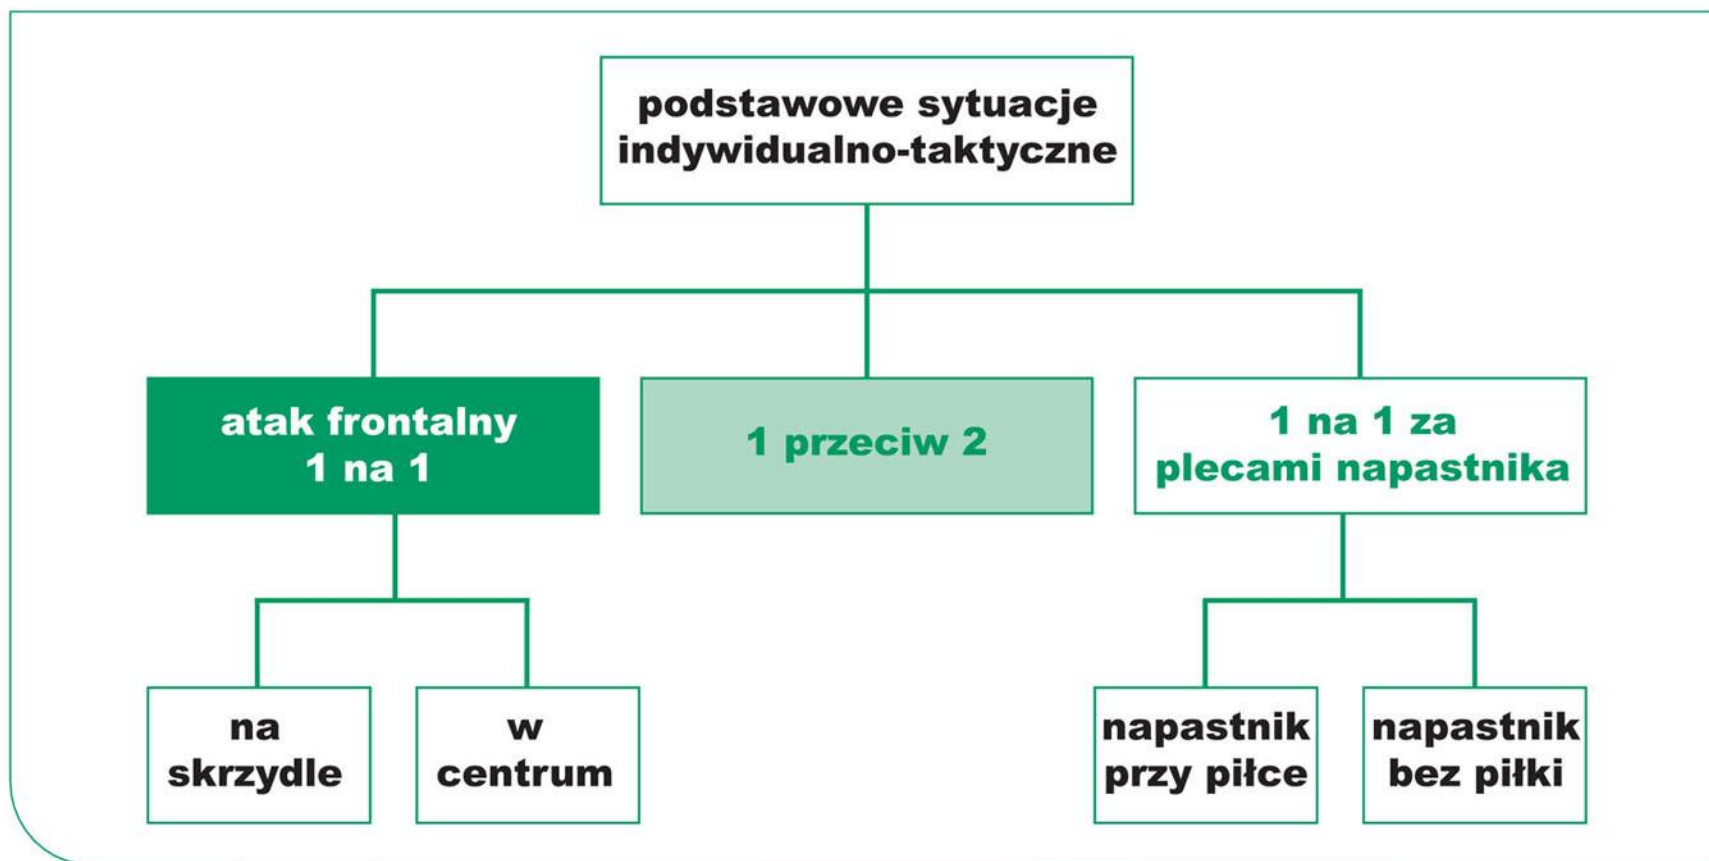 podstawowe sytuacje
indywidualno-taktyczne
atak frontalny
1 na 1
1 przeciw 2
1 na 1 za
plecami napastnika
na
skrzydle
w
centrum
napastnik
przy piłce
napastnik
bez piłki